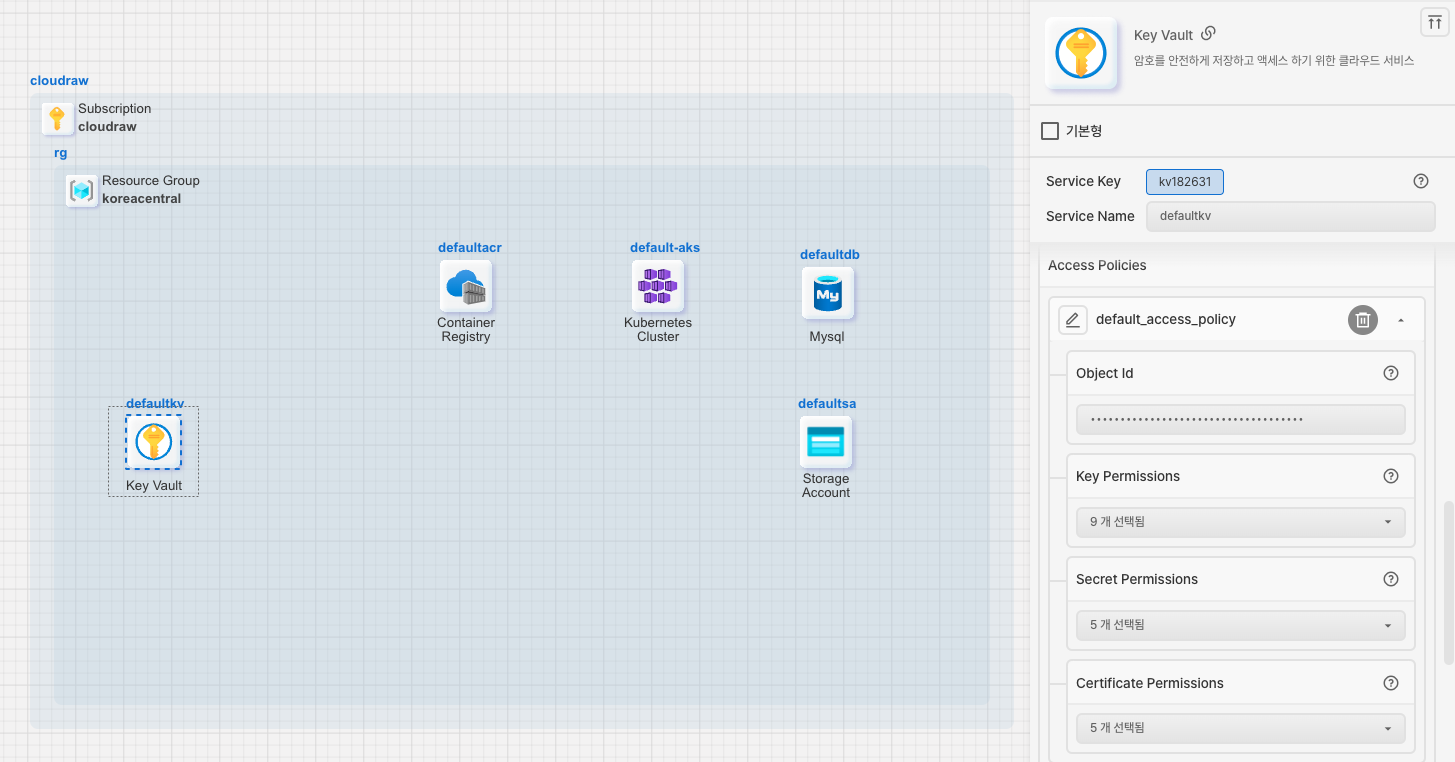 cloudraw
Subscription
cloudraw
rg
Resource Group
koreacentral
defaultacr
Container
Registry
default-aks
Kubernetes
Cluster
defaultdb
My
Mysql
defaultkv
Key Vault
defaultsa
Storage
Account
Key Vault
암호를 안전하게 저장하고 액세스 하기 위한 클라우드 서비스
기본형
Service Key
kv182631
?
Service Name
defaultkv
Access Policies
default_access_policy
Object Id
?
Key Permissions
?
9 개 선택됨
Secret Permissions
?
5 개 선택됨
Certificate Permissions
?
5 개 선택됨